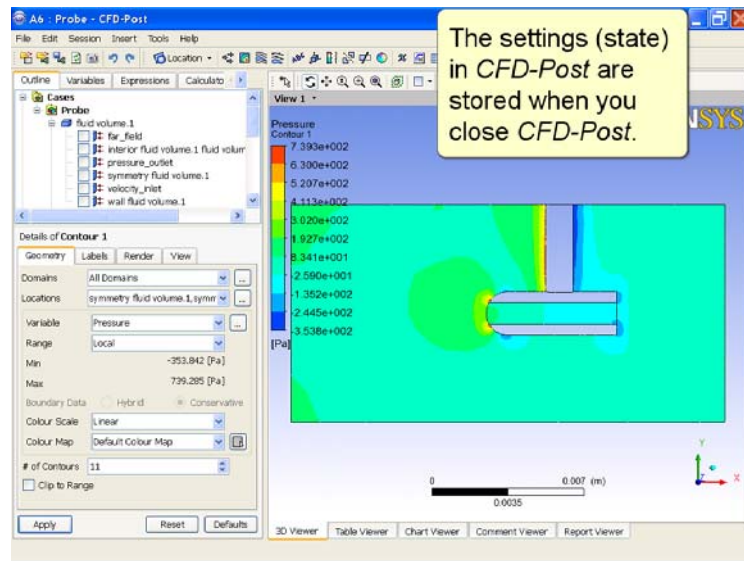 A6 : Probe - CFD-Post
File Edit Session Insert Tools Help
Location
Outline Variables Expressions Calculato
Cases
Probe
fluid volume.1
far_field
interior fluid volume.1 fluid volum
pressure_outlet
symmetry fluid volume.1
velocity_inlet
wall fluid volume.1
Details of Contour 1
Geometry Labels Render View
Domains All Domains ...
Locations symmetry fluid volume.1,symm ...
Variable Pressure ...
Range Local
Min -353.842 [Pa]
Max 739.285 [Pa]
Boundary Data Hybrid Conservative
Colour Scale Linear
Colour Map Default Colour Map
# of Contours 11
Clip to Range
Apply Reset Defaults
View 1
Pressure
Contour 1
7.393e+002
6.300e+002
5.207e+002
4.113e+002
3.020e+002
1.927e+002
8.341e+001
-2.590e+001
-1.352e+002
-2.445e+002
-3.538e+002
[Pa]
The settings (state)
in CFD-Post are
stored when you
close CFD-Post.
NSYS
Y
X
Z
0 0.007 (m)
0.0035
3D Viewer Table Viewer Chart Viewer Comment Viewer Report Viewer